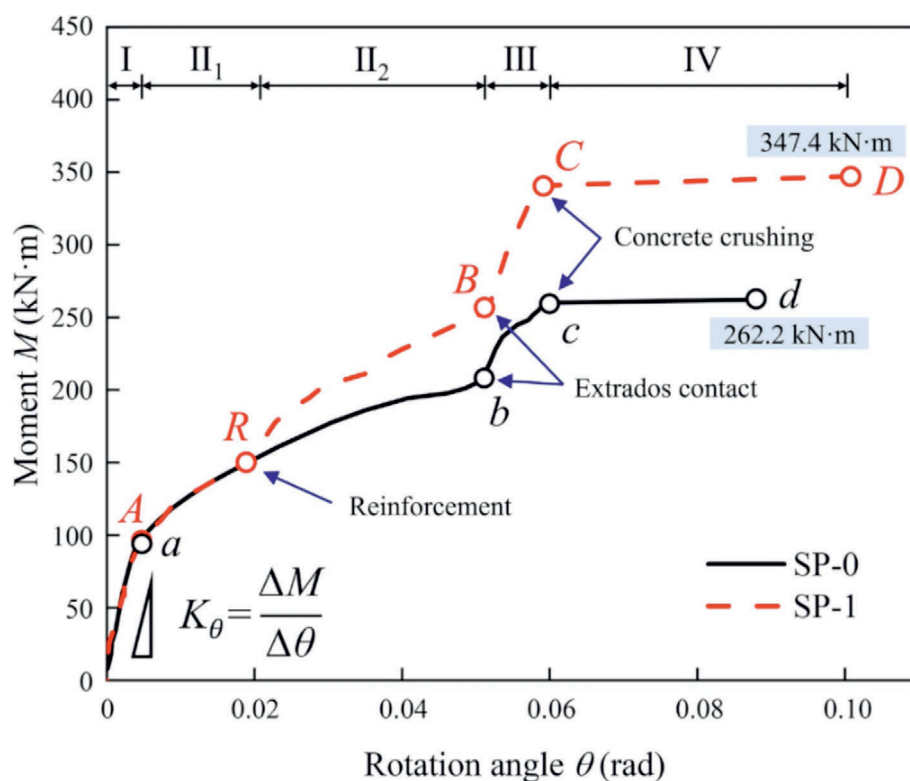 450
400
350
300
250
200
150
100
50
0
Moment M (kN·m)
I II₁ II₂ III IV
347.4 kN·m
C
D
Concrete crushing
B
c
d
262.2 kN·m
Extrados contact
b
R
Reinforcement
A
a
K_θ = ΔM/Δθ
SP-0
SP-1
0 0.02 0.04 0.06 0.08 0.10
Rotation angle θ (rad)